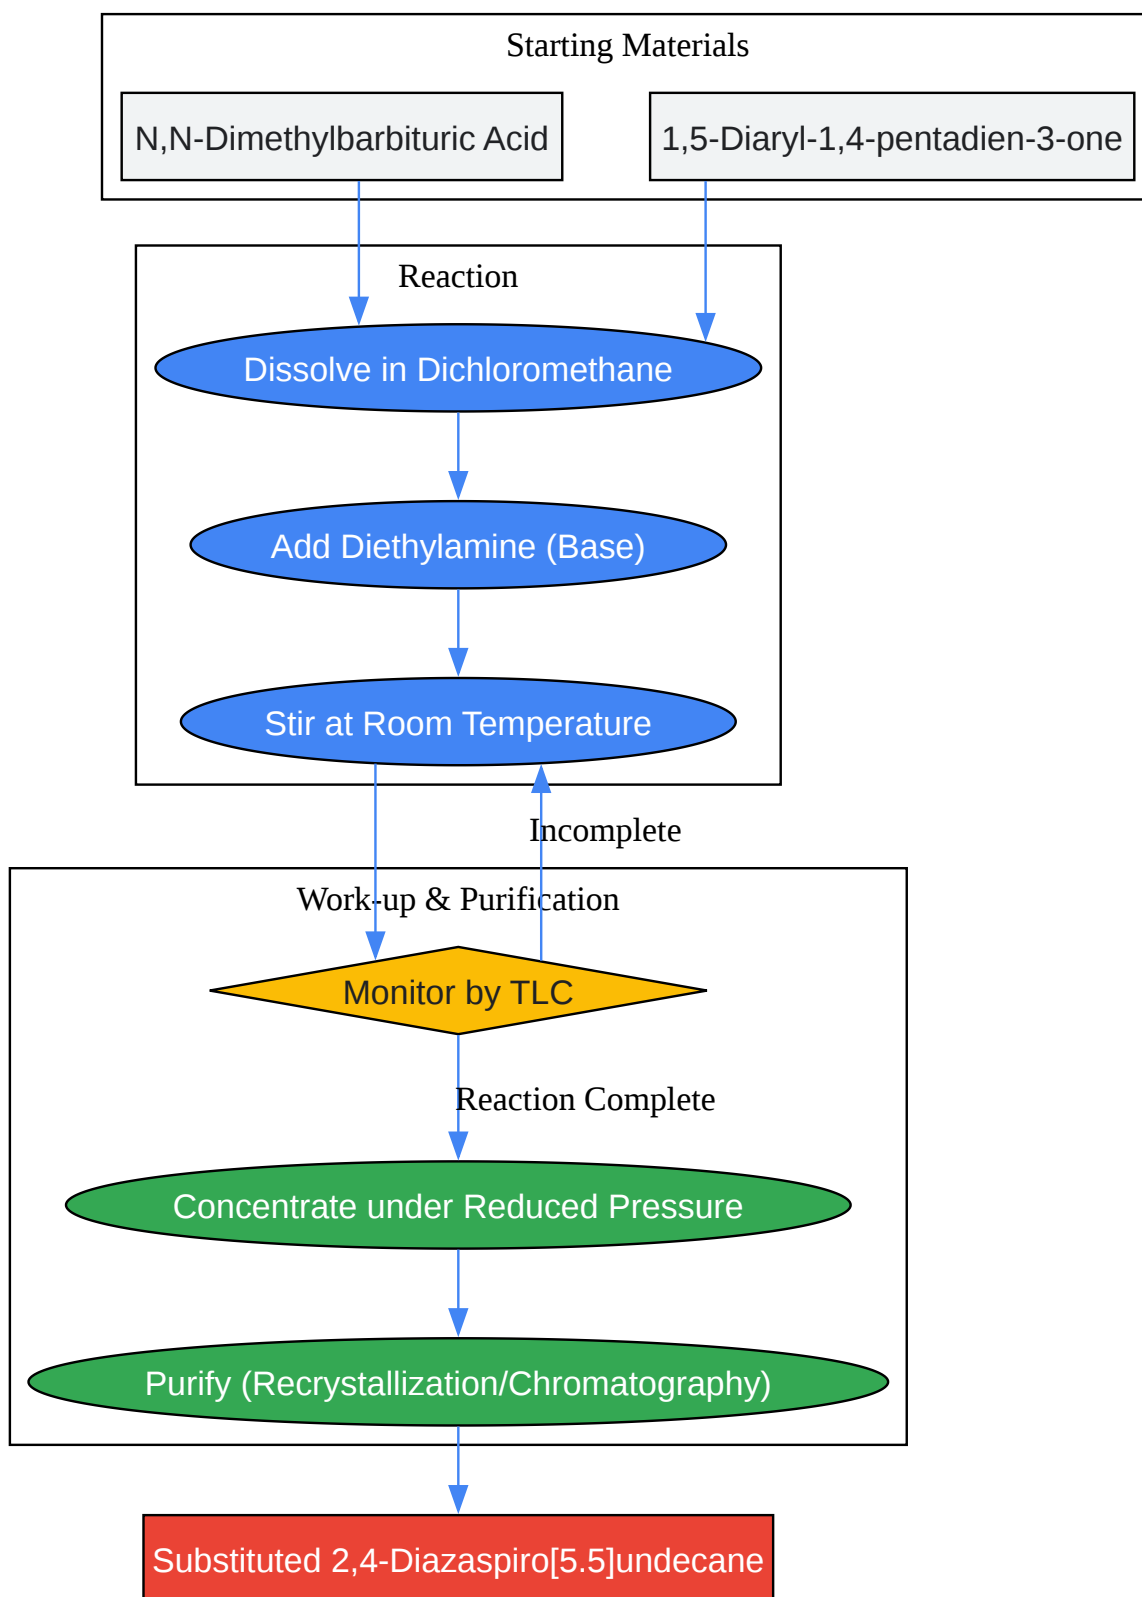 Starting Materials
N,N-Dimethylbarbituric Acid
1,5-Diaryl-1,4-pentadien-3-one
Reaction
Dissolve in Dichloromethane
Add Diethylamine (Base)
Stir at Room Temperature
Incomplete
Work-up & Purification
Monitor by TLC
Reaction Complete
Concentrate under Reduced Pressure
Purify (Recrystallization/Chromatography)
Substituted 2,4-Diazaspiro[5.5]undecane